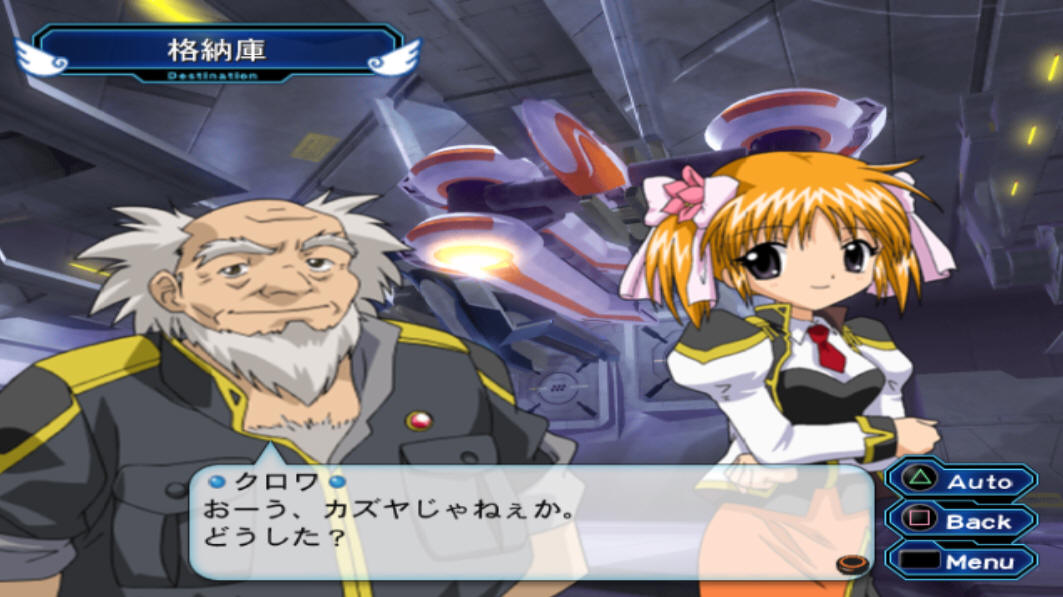 格納庫
Destination
クロワ
おーう、カズヤじゃねぇか。
どうした？
Auto
Back
Menu